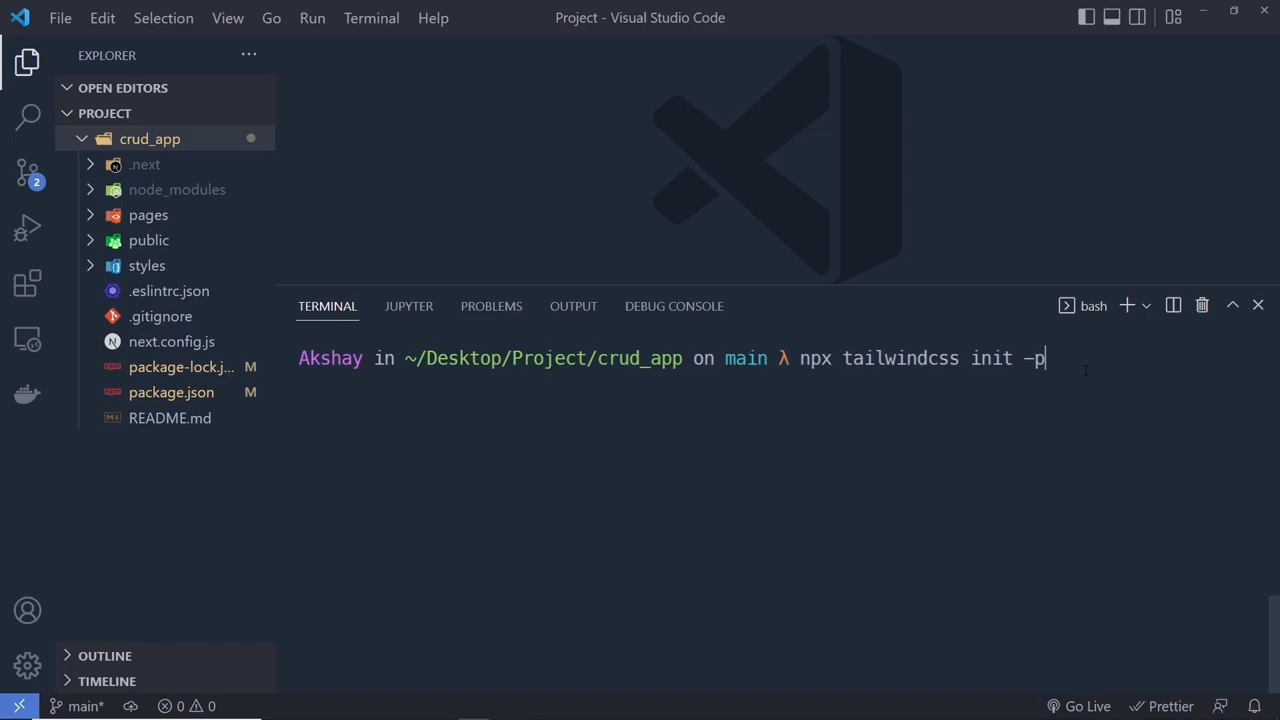 File Edit Selection View Go Run Terminal Help
Project - Visual Studio Code
EXPLORER
OPEN EDITORS
PROJECT
crud_app
.next
node_modules
pages
public
styles
.eslintrc.json
.gitignore
next.config.js
package-lock.j... M
package.json M
README.md
2
TERMINAL JUPYTER PROBLEMS OUTPUT DEBUG CONSOLE
bash
Akshay in ~/Desktop/Project/crud_app on main λ npx tailwindcss init -p
OUTLINE
TIMELINE
main* 0 0
Go Live Prettier